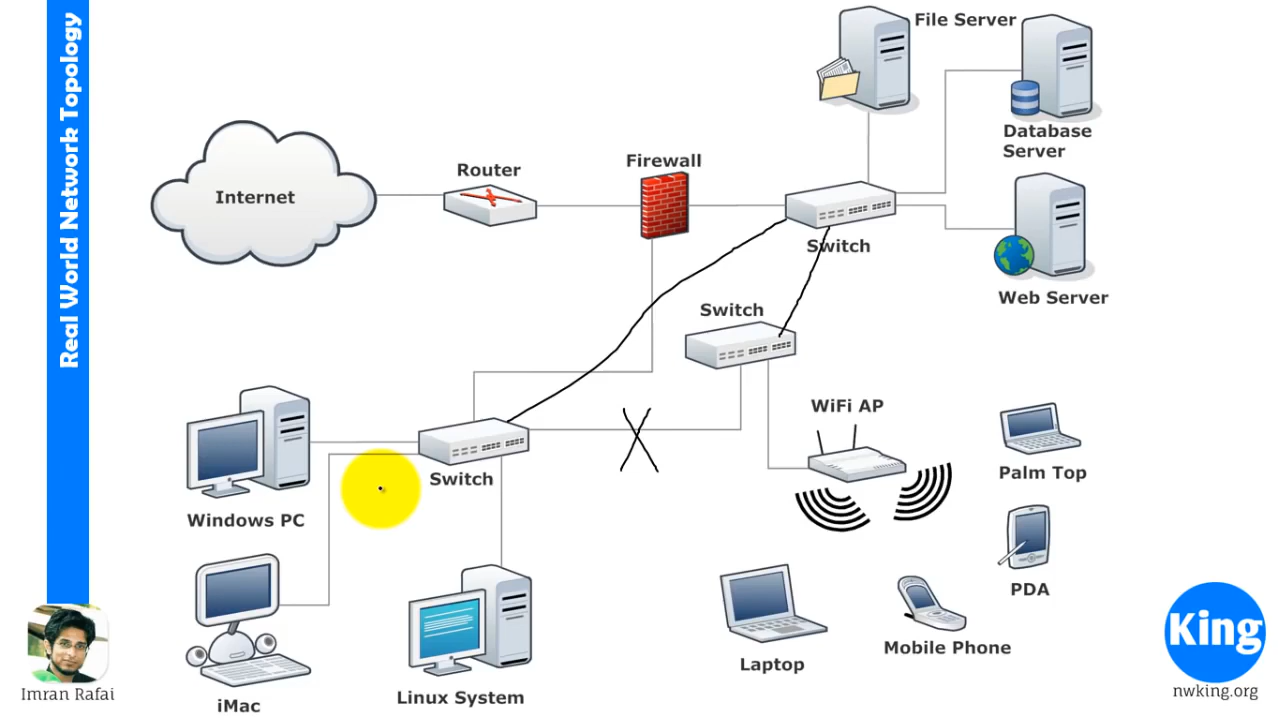 Real World Network Topology
File Server
Database
Server
Router
Firewall
Internet
Switch
Web Server
Switch
WiFi AP
Palm Top
Switch
Windows PC
PDA
King
Mobile Phone
Laptop
Imran Rafai
nwking.org
Linux System
iMac